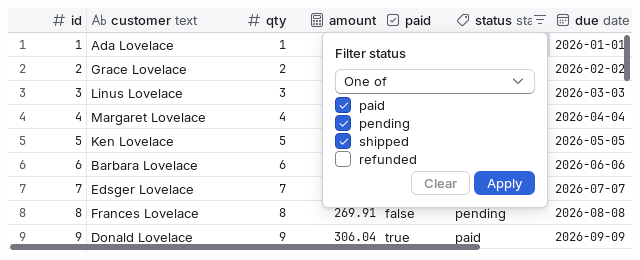 # id Ab customer text # qty amount paid status sta due date
1 1 Ada Lovelace 1 2026-01-01
2 2 Grace Lovelace 2 2026-02-02
3 3 Linus Lovelace 3 2026-03-03
4 4 Margaret Lovelace 4 2026-04-04
5 5 Ken Lovelace 5 2026-05-05
6 6 Barbara Lovelace 6 2026-06-06
7 7 Edsger Lovelace 7 2026-07-07
8 8 Frances Lovelace 8 269.91 false pending 2026-08-08
9 9 Donald Lovelace 9 306.04 true paid 2026-09-09
Filter status
One of
paid
pending
shipped
refunded
Clear Apply